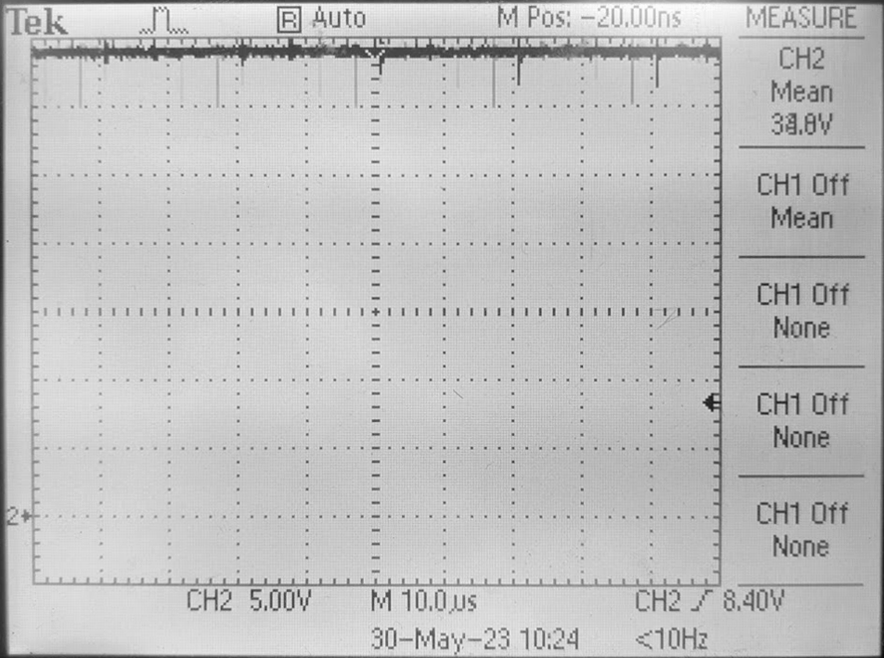 Tek R Auto M Pos: -20.00ns MEASURE
CH2
Mean
CH1 Off
Mean
CH1 Off
None
CH1 Off
None
CH1 Off
None
2
CH2 5.00V M 10.0µs CH2 8.40V
30-May-23 10:24 <10Hz